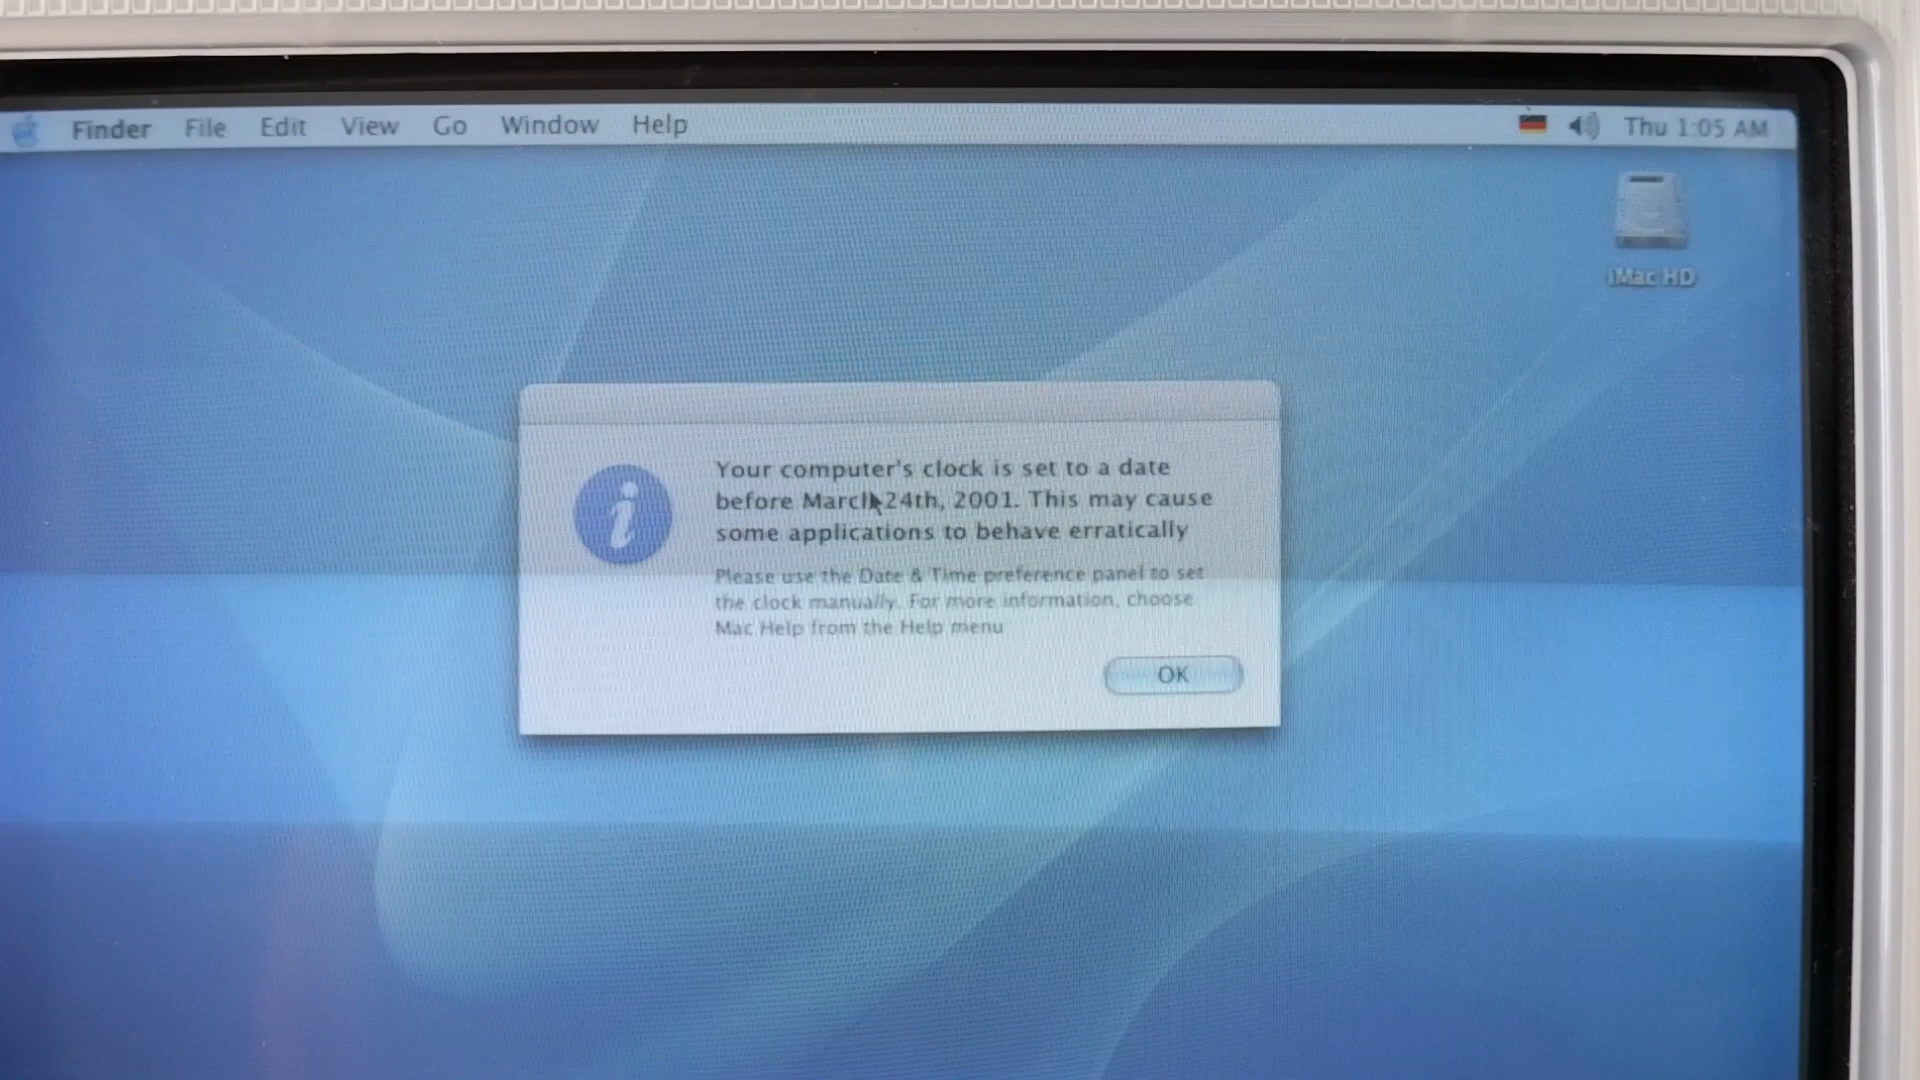 Finder File Edit View Go Window Help Thu 1:05 AM
iMac HD
Your computer's clock is set to a date
before March 24th, 2001. This may cause
some applications to behave erratically
Please use the Date & Time preference panel to set
the clock manually. For more information, choose
Mac Help from the Help menu
OK